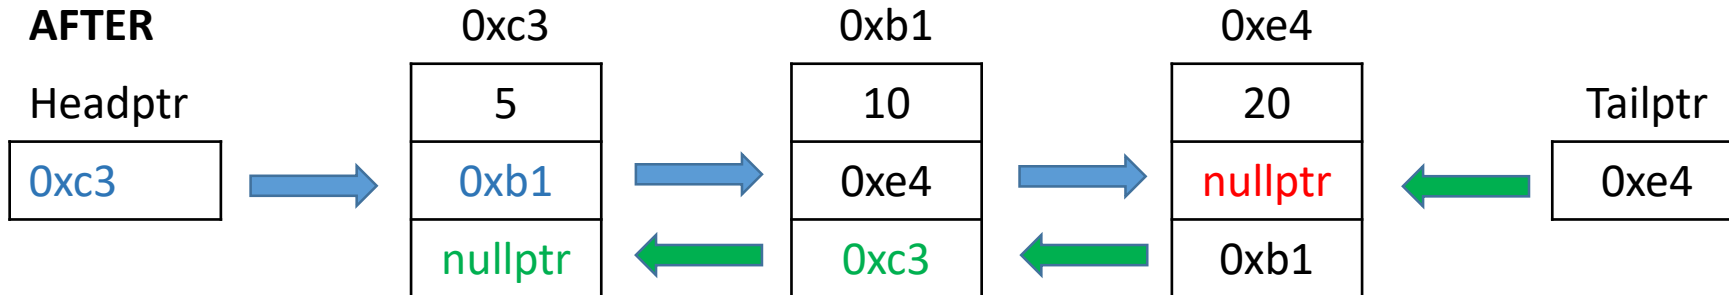 AFTER 0xc3 0xb1 0xe4
Headptr 5 10 20 Tailptr
0xc3 0xb1 0xe4 nullptr 0xe4
nullptr 0xc3 0xb1